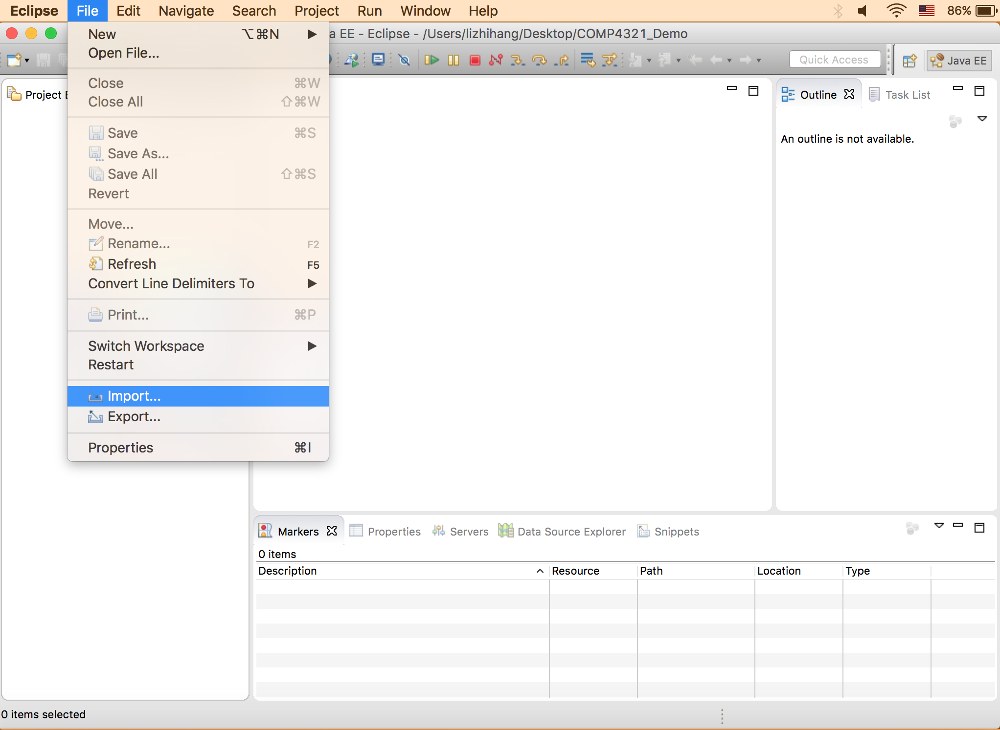 Eclipse File Edit Navigate Search Project Run Window Help 86%
a EE - Eclipse - /Users/lizhihang/Desktop/COMP4321_Demo
New ⌥⌘N
Open File...
Quick Access
Java EE
Close ⌘W
Close All ⇧⌘W
Save ⌘S
Save As...
Save All ⇧⌘S
Revert
Move...
Rename... F2
Refresh F5
Convert Line Delimiters To
Print... ⌘P
Switch Workspace
Restart
Import...
Export...
Properties ⌘I
Project
Outline Task List
An outline is not available.
Markers Properties Servers Data Source Explorer Snippets
0 items
Description Resource Path Location Type
0 items selected